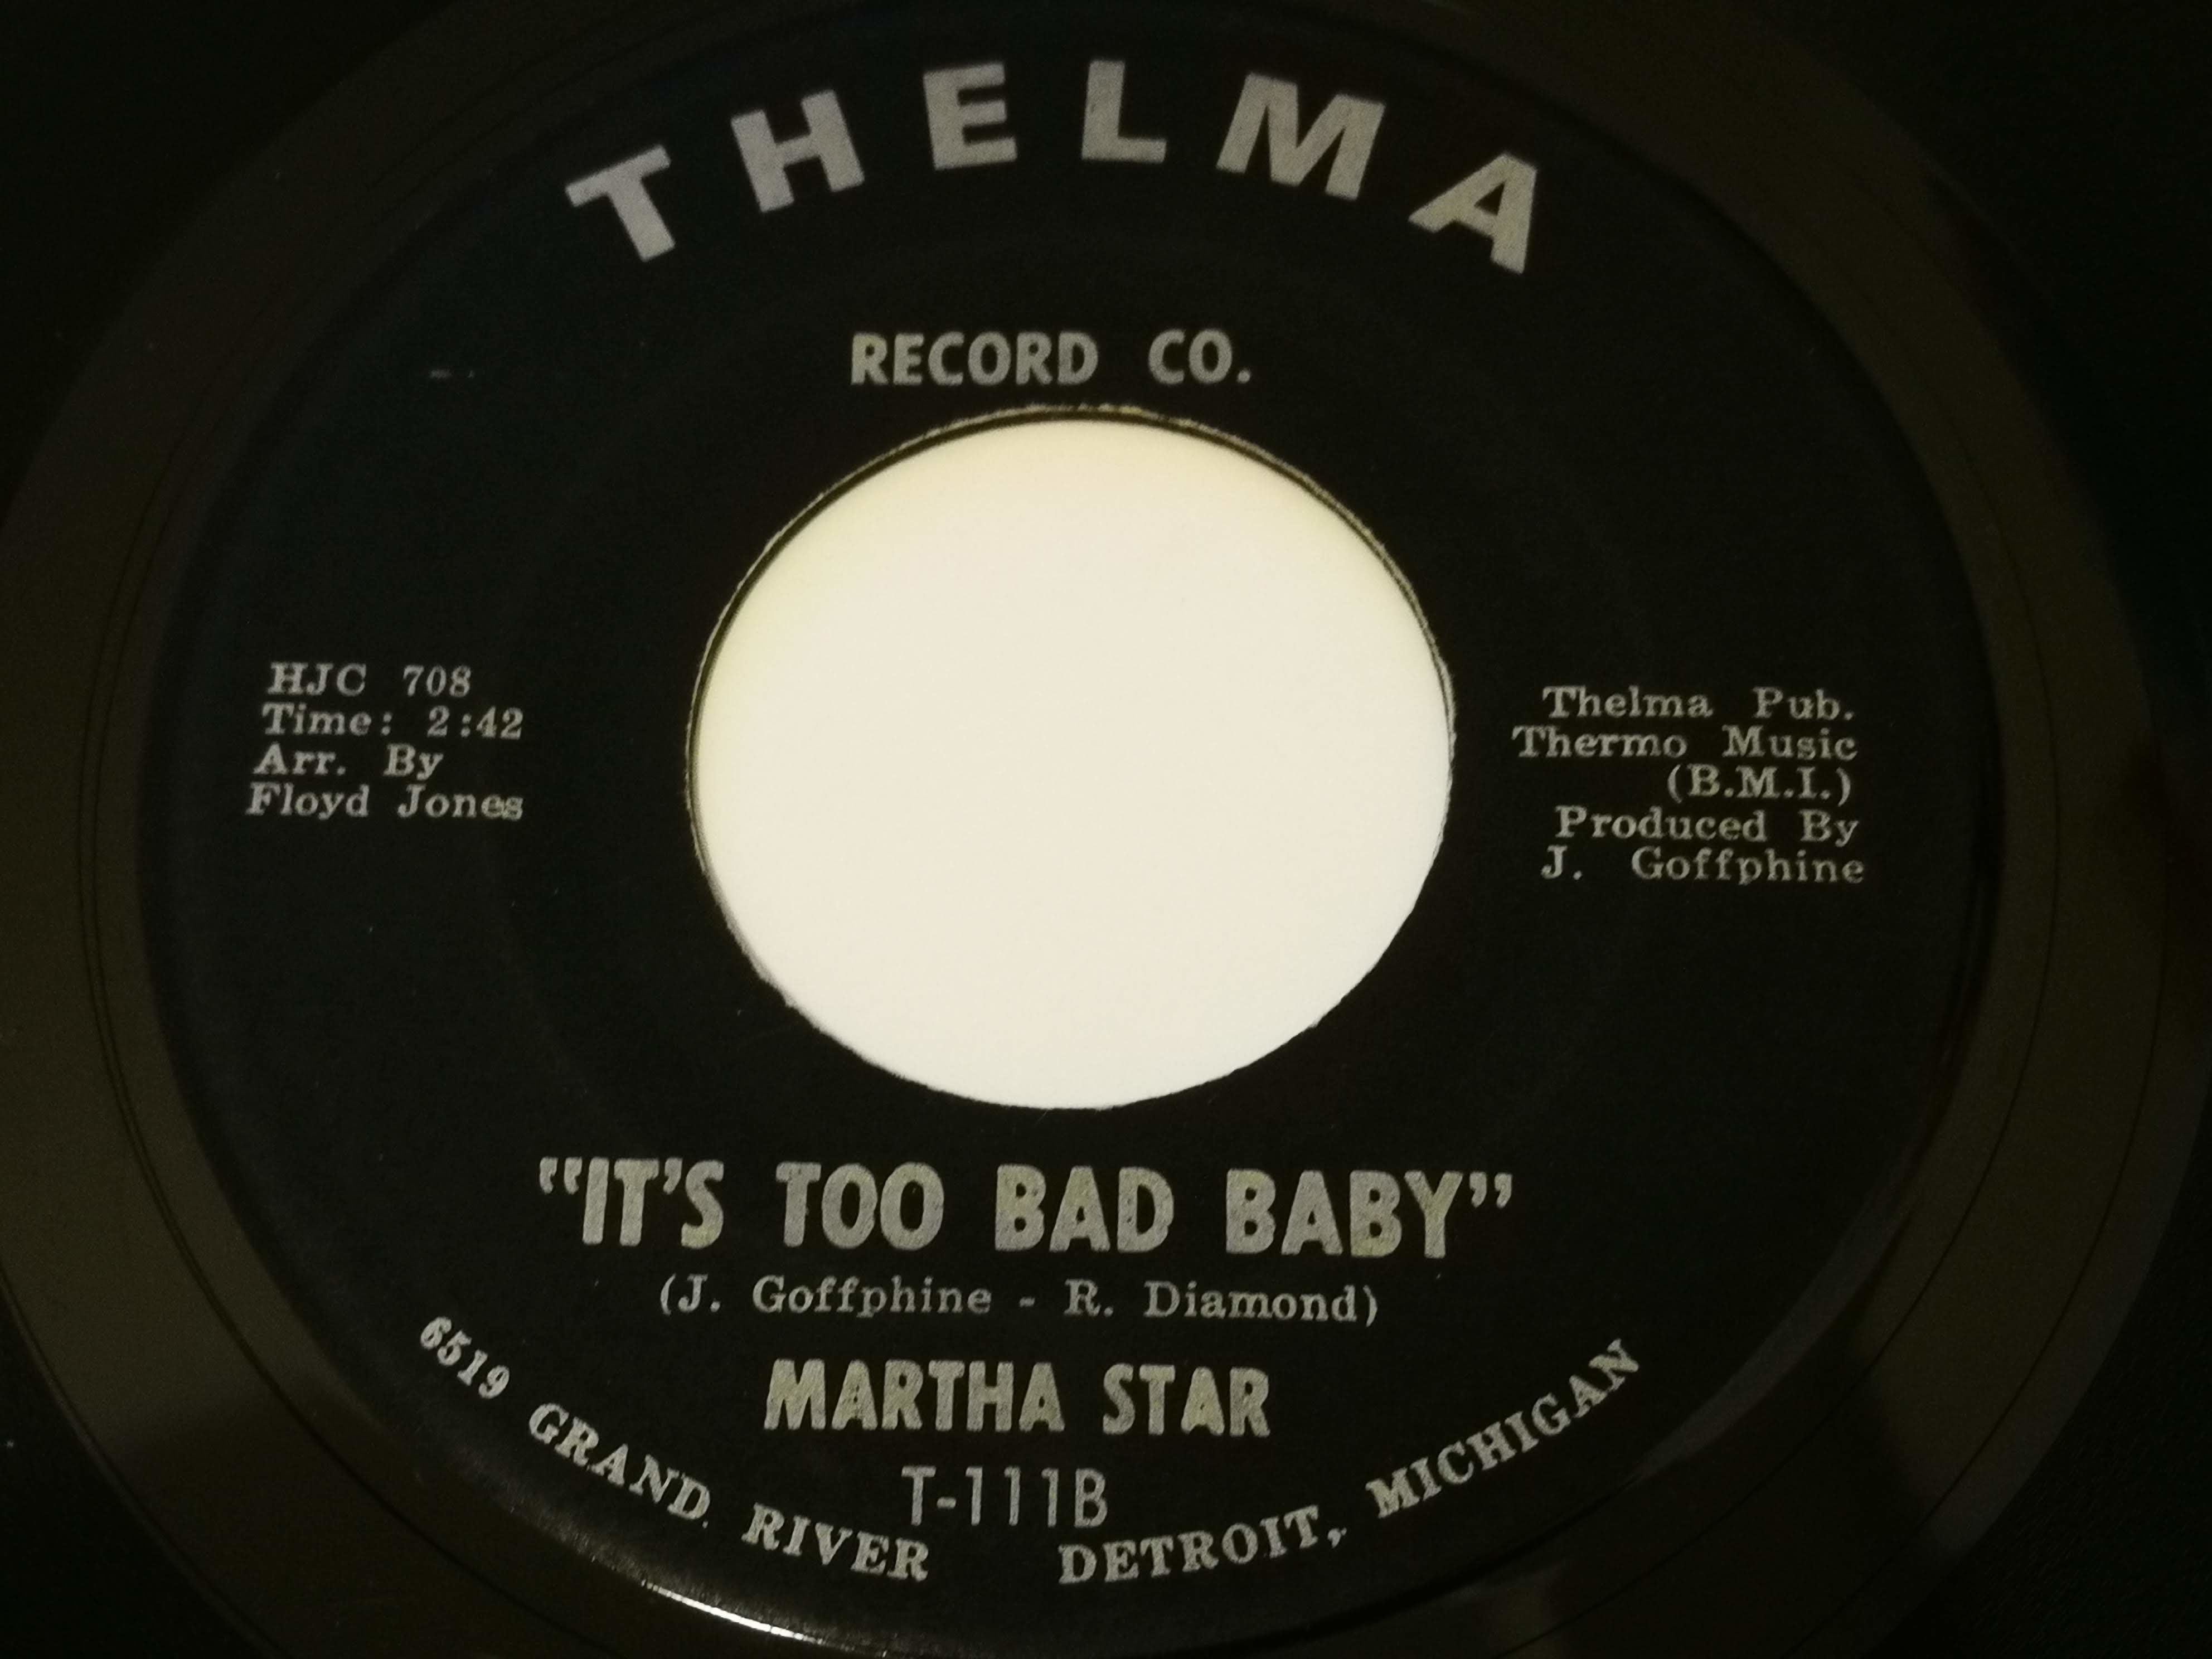 THELMA
RECORD CO.
HJC 708
Time: 2:42
Arr. By
Floyd Jones
Thelma Pub.
Thermo Music
(B.M.I.)
Produced By
J. Goffphine
"IT'S TOO BAD BABY"
(J. Goffphine - R. Diamond)
MARTHA STAR
T-111B
6519 GRAND RIVER DETROIT, MICHIGAN